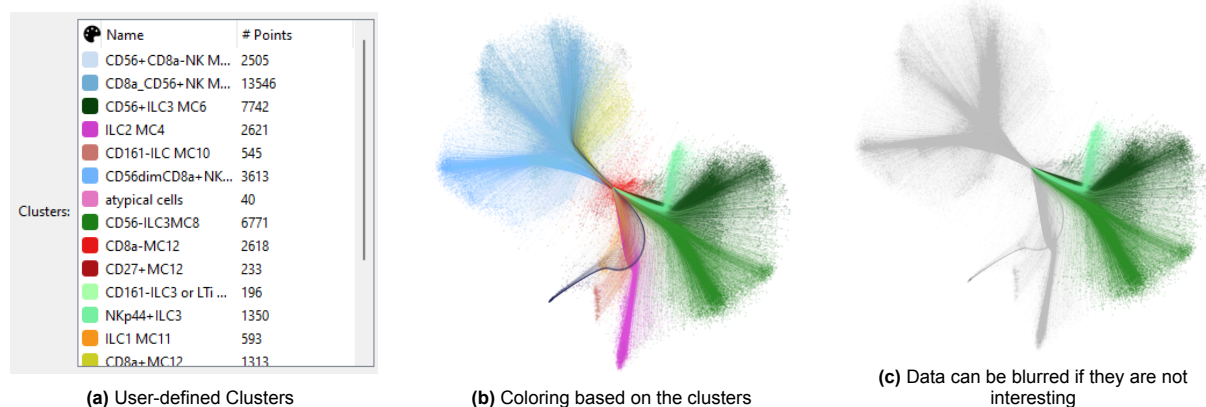 Name # Points
CD56+CD8a-NK M... 2505
CD8a_CD56+NK M... 13546
CD56+ILC3 MC6 7742
ILC2 MC4 2621
CD161-ILC MC10 545
CD56dimCD8a+NK... 3613
atypical cells 40
Clusters:
CD56-ILC3MC8 6771
CD8a-MC12 2618
CD27+MC12 233
CD161-ILC3 or LTi ... 196
NKp44+ILC3 1350
ILC1 MC11 593
CD8a+MC12 1313
(a) User-defined Clusters
(b) Coloring based on the clusters
(c) Data can be blurred if they are not
interesting